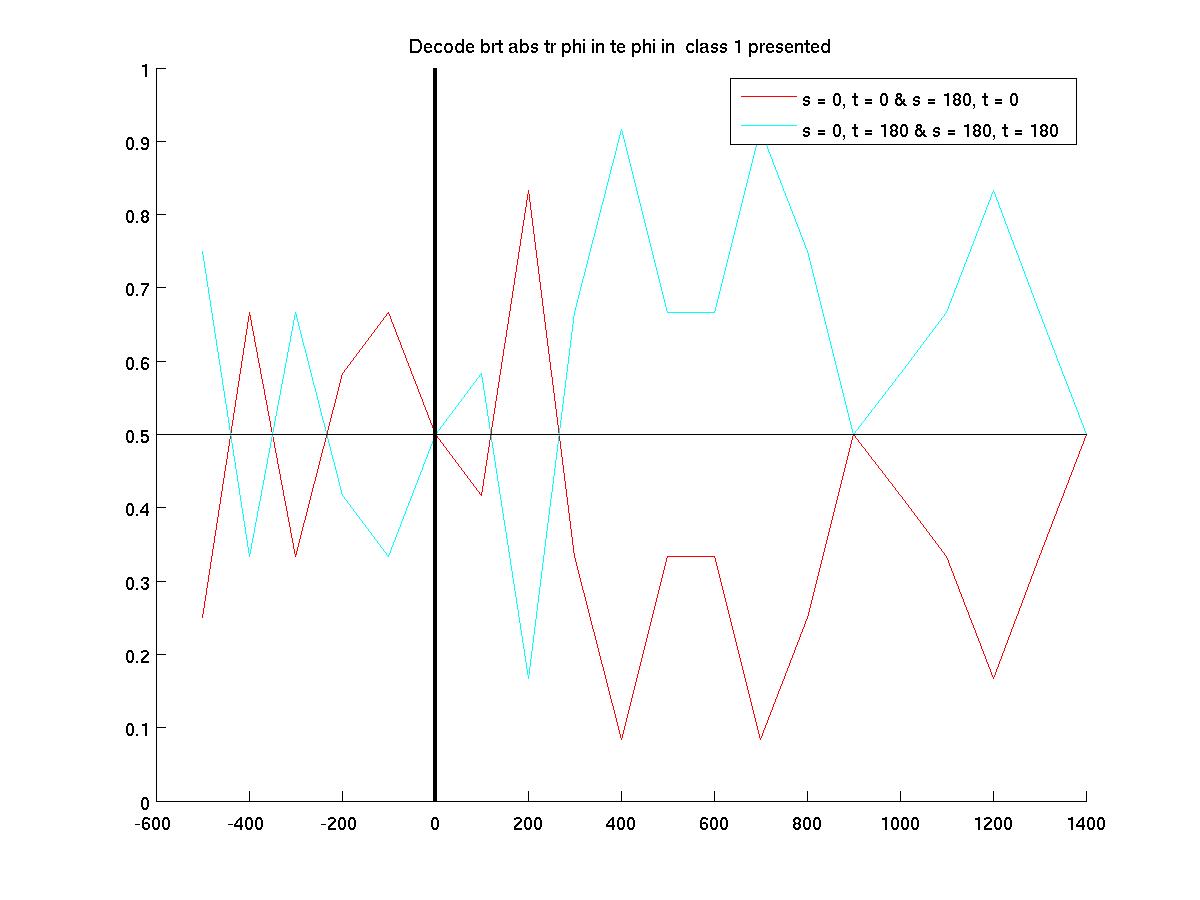 Decode brt abs tr phi in te phi in  class 1 presented
s = 0, t = 0 & s = 180, t = 0
s = 0, t = 180 & s = 180, t = 180
1
0.9
0.8
0.7
0.6
0.5
0.4
0.3
0.2
0.1
0
-600 -400 -200 0 200 400 600 800 1000 1200 1400